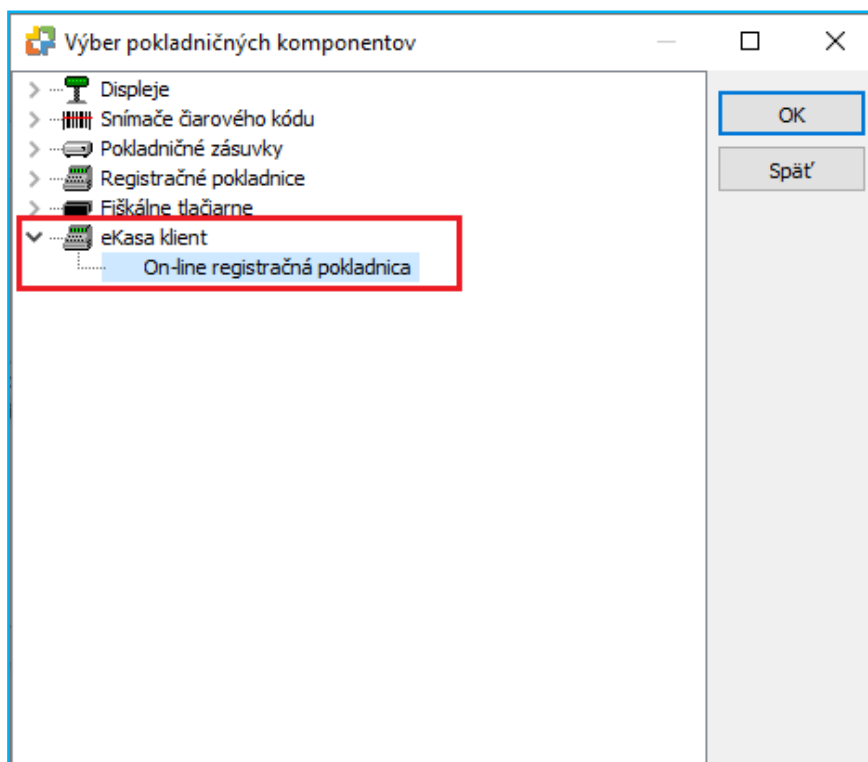 Výber pokladničných komponentov
Displeje
Snímače čiarového kódu
Pokladničné zásuvky
Registračné pokladnice
Fiškálne tlačiarne
eKasa klient
On-line registračná pokladnica
OK
Späť